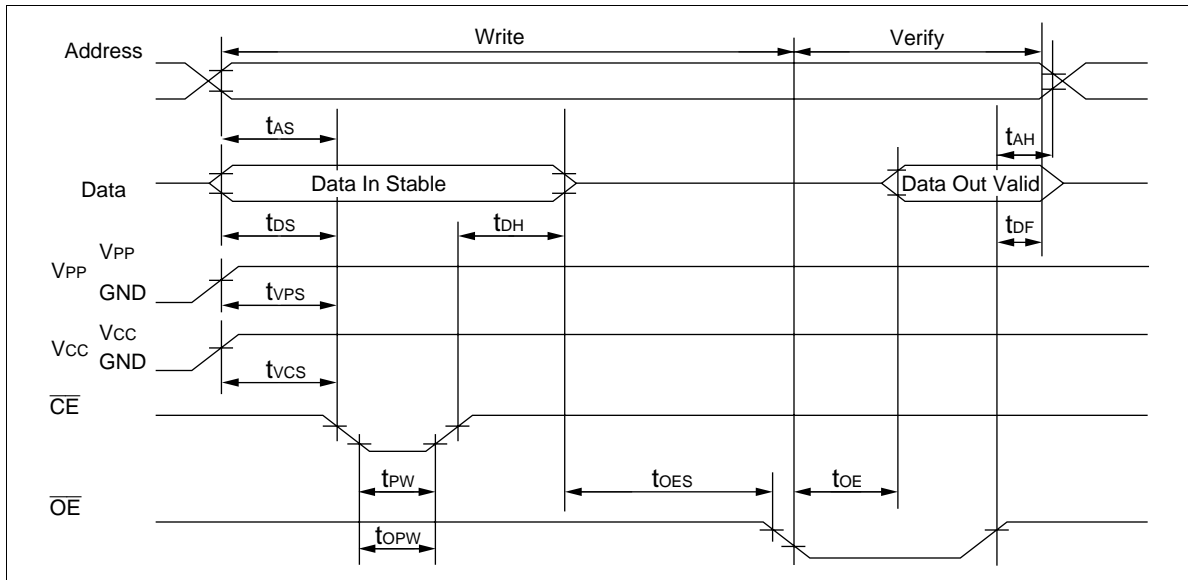 Write
Verify
Address
tAS
tAH
Data
Data In Stable
Data Out Valid
tDS
tDH
tDF
VPP
VPP
GND
tVPS
VCC
VCC
GND
tVCS
CE
tPW
tOES
tOE
OE
tOPW